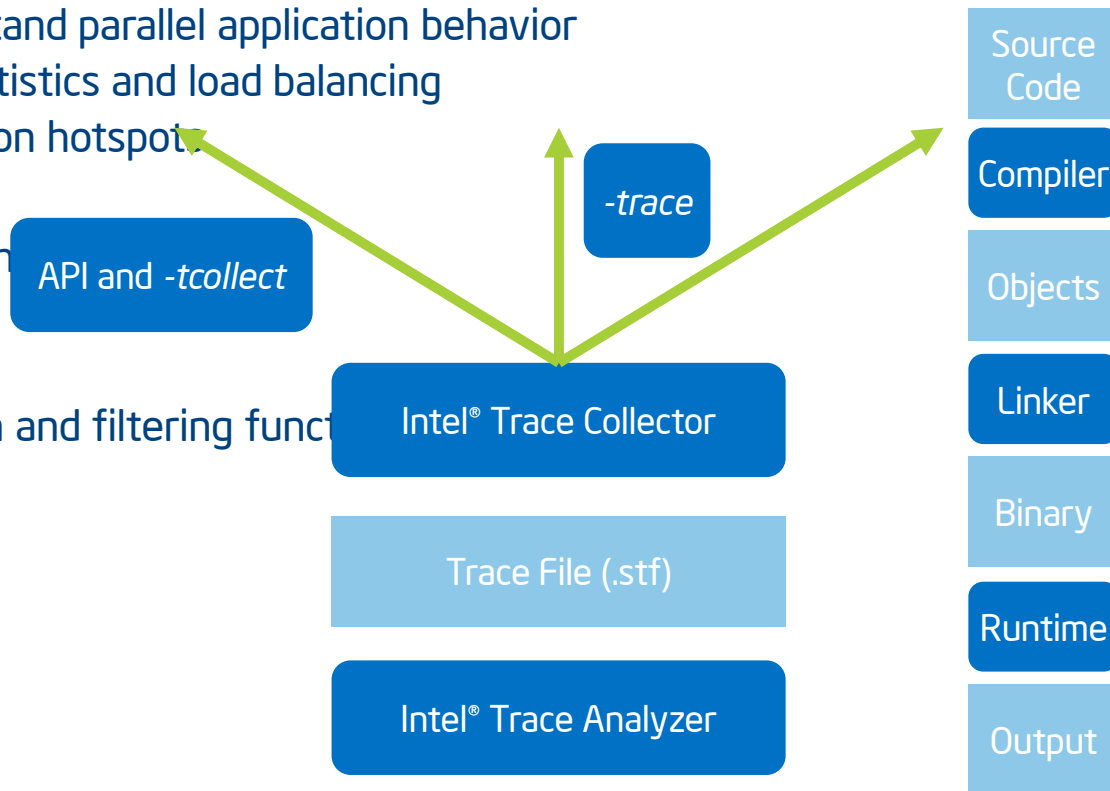 and parallel application behavior
tistics and load balancing
on hotspots
API and -tcollect
-trace
and filtering funct
Intel® Trace Collector
Trace File (.stf)
Intel® Trace Analyzer
Source
Code
Compiler
Objects
Linker
Binary
Runtime
Output